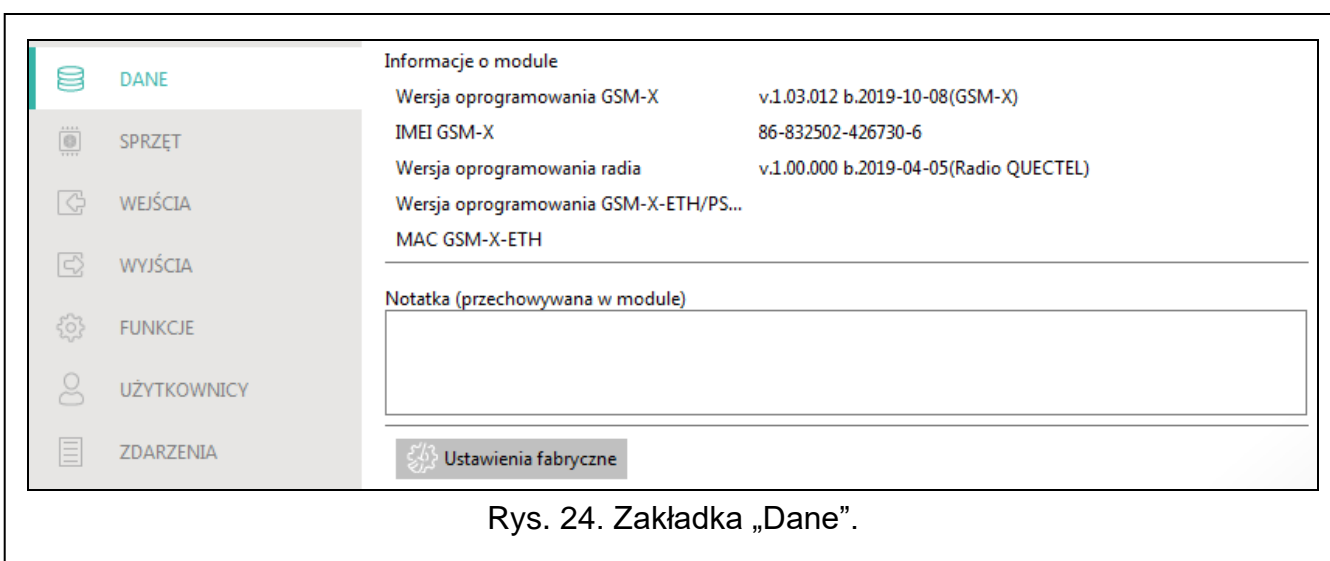 DANE
SPRZĘT
WEJŚCIA
WYJŚCIA
FUNKCJE
UŻYTKOWNICY
ZDARZENIA
Informacje o module
Wersja oprogramowania GSM-X v.1.03.012 b.2019-10-08(GSM-X)
IMEI GSM-X 86-832502-426730-6
Wersja oprogramowania radia v.1.00.000 b.2019-04-05(Radio QUECTEL)
Wersja oprogramowania GSM-X-ETH/PS...
MAC GSM-X-ETH
Notatka (przechowywana w module)
Ustawienia fabryczne
Rys. 24. Zakładka „Dane”.